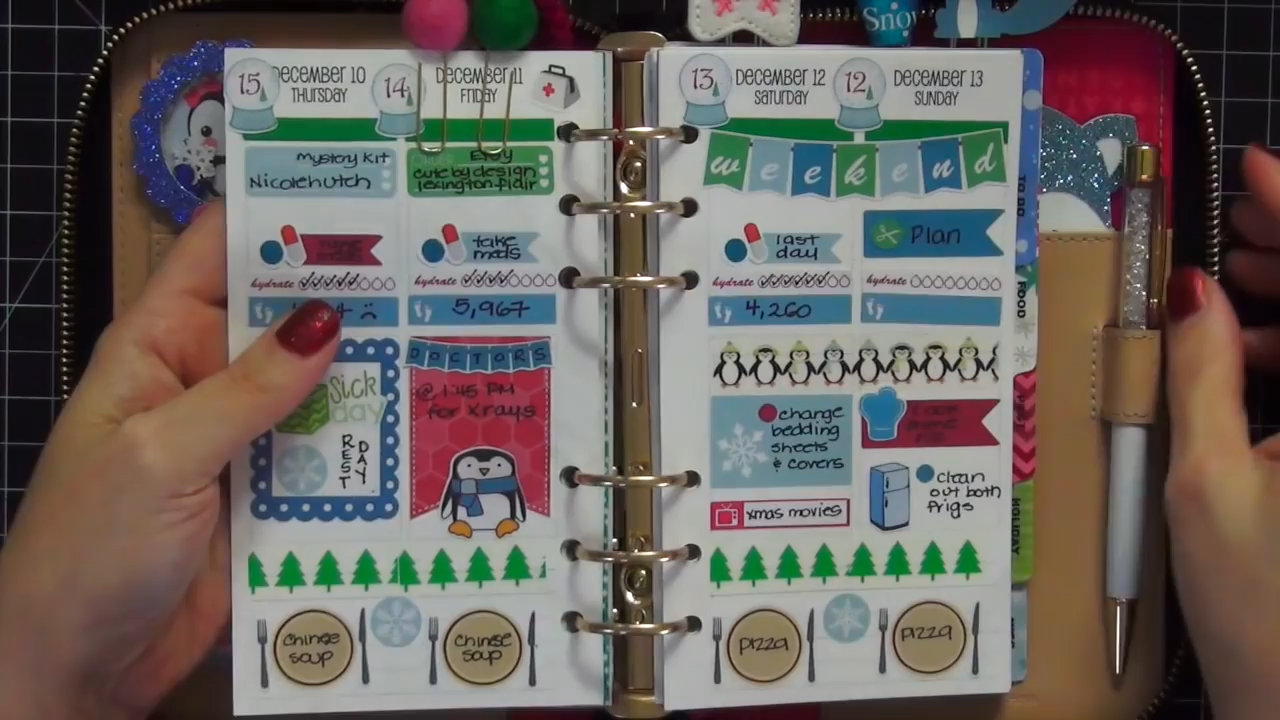 Snow
15
DECEMBER 10
THURSDAY
14
DECEMBER 11
FRIDAY
mystery kit
Nicolehutch
Etsy
cute by design
lexington flair
take
meds
hydrate
hydrate
5,967
Sick
day
REST
DAY
DOCTORS
@ 1:45 PM
for xrays
chinese
soup
chinese
soup
13
DECEMBER 12
SATURDAY
12
DECEMBER 13
SUNDAY
weekend
last
day
Plan
hydrate
hydrate
4,260
change
bedding
sheets
& covers
clean
out both
frigs
xmas movies
pizza
pizza
TO DO
FOOD
HOLIDAY